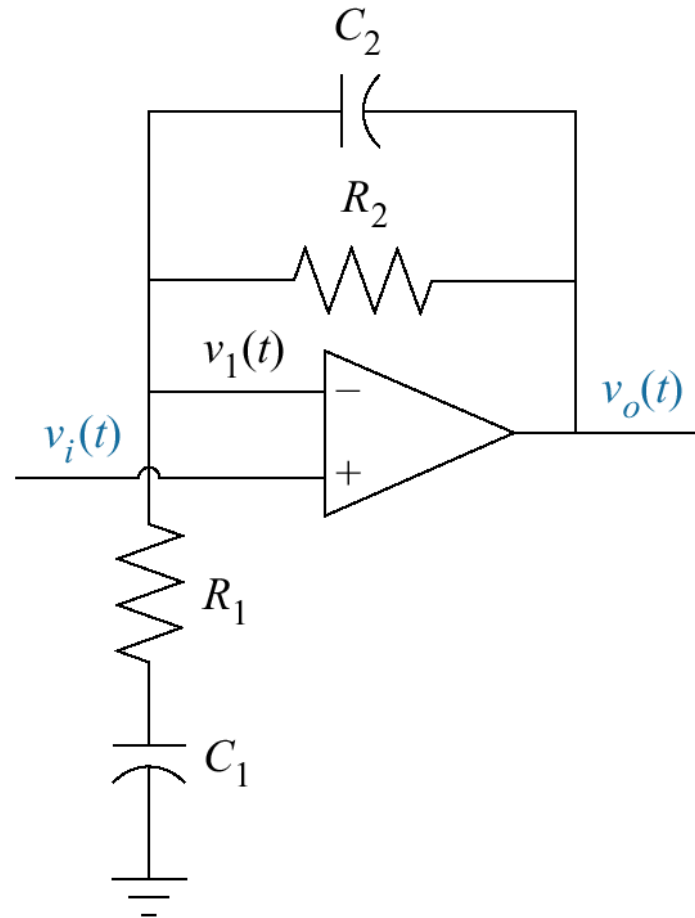 C₂
R₂
v₁(t)
−
vₒ(t)
vᵢ(t)
+
R₁
C₁